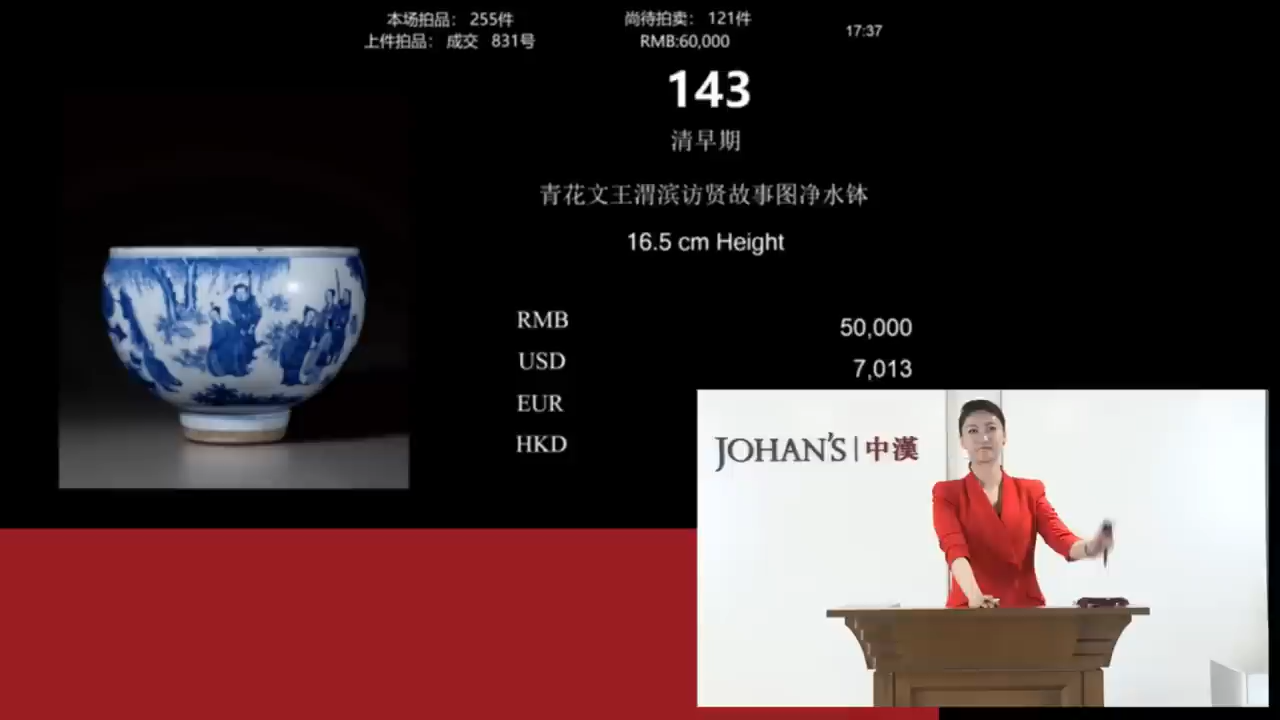 本场拍品： 255件
尚待拍卖： 121件
上件拍品： 成交 831号
RMB:60,000
17:37
143
清早期
青花文王渭滨访贤故事图净水钵
16.5 cm Height
RMB 50,000
USD 7,013
EUR
HKD
JOHAN'S | 中漢